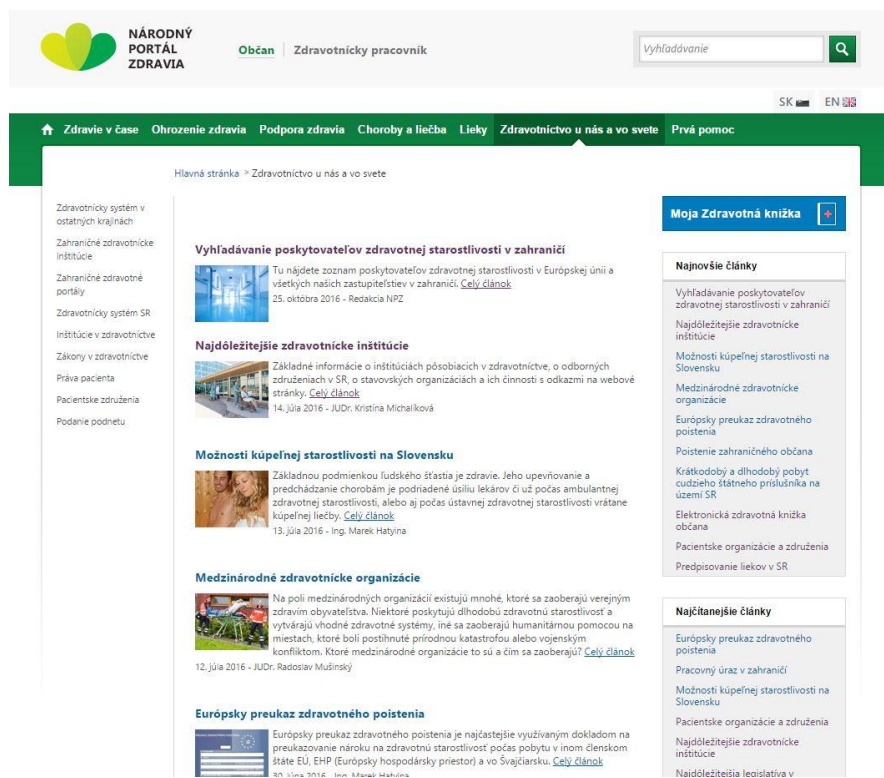 NÁRODNÝ
PORTÁL
ZDRAVIA
Občan
Zdravotnícky pracovník
Vyhľadávanie
SK
EN
Zdravie v čase
Ohrozenie zdravia
Podpora zdravia
Choroby a liečba
Lieky
Zdravotníctvo u nás a vo svete
Prvá pomoc
Hlavná stránka > Zdravotníctvo u nás a vo svete
Zdravotnícky systém v
ostatných krajinách
Zahraničné zdravotnícke
inštitúcie
Zahraničné zdravotné
portály
Zdravotnícky systém SR
Inštitúcie v zdravotníctve
Zákony v zdravotníctve
Práva pacienta
Pacientske združenia
Podanie podnetu
Vyhľadávanie poskytovateľov zdravotnej starostlivosti v zahraničí
Tu nájdete zoznam poskytovateľov zdravotnej starostlivosti v Európskej únii a
všetkých našich zastupiteľstiev v zahraničí. Celý článok
25. októbra 2016 - Redakcia NPZ
Najdôležitejšie zdravotnícke inštitúcie
Základné informácie o inštitúciách pôsobiacich v zdravotníctve, o odborných
združeniach v SR, o stavovských organizáciách a ich činnosti s odkazmi na webové
stránky. Celý článok
14. júla 2016 - JUDr. Kristína Michalíková
Možnosti kúpeľnej starostlivosti na Slovensku
Základnou podmienkou ľudského šťastia je zdravie. Jeho upevňovanie a
predchádzanie chorobám je podriadené úsiliu lekárov či už počas ambulantnej
zdravotnej starostlivosti, alebo aj počas ústavnej zdravotnej starostlivosti vrátane
kúpeľnej liečby. Celý článok
13. júla 2016 - Ing. Marek Hatyina
Medzinárodné zdravotnícke organizácie
Na poli medzinárodných organizácií existujú mnohé, ktoré sa zaoberajú verejným
zdravím obyvateľstva. Niektoré poskytujú dlhodobú zdravotnú starostlivosť a
vytvárajú vhodné zdravotné systémy, iné sa zaoberajú humanitárnou pomocou na
miestach, ktoré boli postihnuté prírodnou katastrofou alebo vojenským
konfliktom. Ktoré medzinárodné organizácie to sú a čím sa zaoberajú? Celý článok
12. júla 2016 - JUDr. Radoslav Mušinský
Európsky preukaz zdravotného poistenia
Európsky preukaz zdravotného poistenia je najčastejšie využívaným dokladom na
preukazovanie nároku na zdravotnú starostlivosť počas pobytu v inom členskom
štáte EÚ, EHP (Európsky hospodársky priestor) a vo Švajčiarsku. Celý článok
30. júna 2016 - Ing. Marek Hatyina
Moja Zdravotná knižka
Najnovšie články
Vyhľadávanie poskytovateľov
zdravotnej starostlivosti v zahraničí
Najdôležitejšie zdravotnícke
inštitúcie
Možnosti kúpeľnej starostlivosti na
Slovensku
Medzinárodné zdravotnícke
organizácie
Európsky preukaz zdravotného
poistenia
Poistenie zahraničného občana
Krátkodobý a dlhodobý pobyt
cudzieho štátneho príslušníka na
území SR
Elektronická zdravotná knižka
občana
Pacientske organizácie a združenia
Predpisovanie liekov v SR
Najčítanejšie články
Európsky preukaz zdravotného
poistenia
Pracovný úraz v zahraničí
Možnosti kúpeľnej starostlivosti na
Slovensku
Pacientske organizácie a združenia
Najdôležitejšie zdravotnícke
inštitúcie
Najdôležitejšia legislatíva v